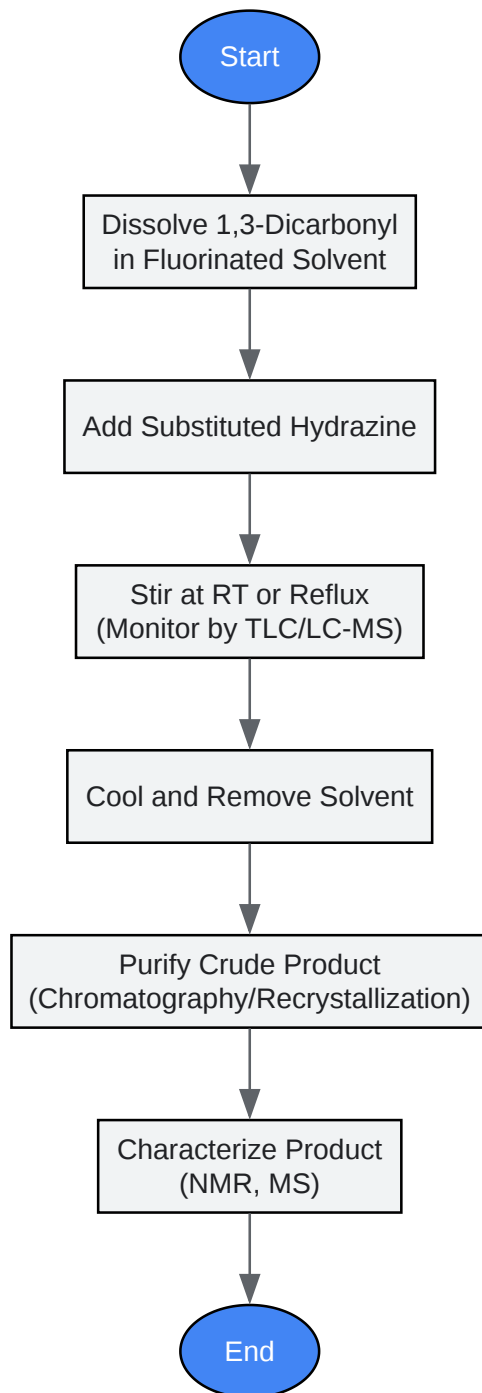 Start
Dissolve 1,3-Dicarbonyl
in Fluorinated Solvent
Add Substituted Hydrazine
Stir at RT or Reflux
(Monitor by TLC/LC-MS)
Cool and Remove Solvent
Purify Crude Product
(Chromatography/Recrystallization)
Characterize Product
(NMR, MS)
End